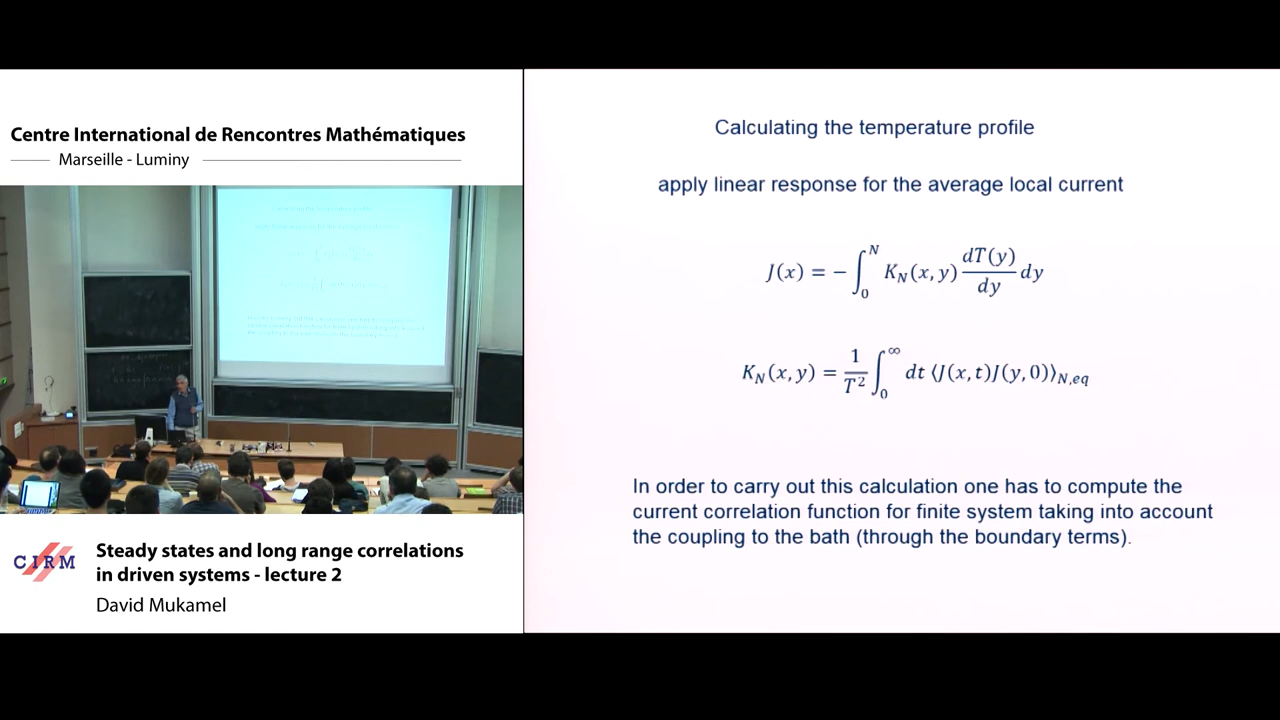 Centre International de Rencontres Mathématiques
Marseille - Luminy
CIRM
Steady states and long range correlations
in driven systems - lecture 2
David Mukamel
Calculating the temperature profile
apply linear response for the average local current
J(x) = − ∫_0^N K_N(x, y) dT(y)/dy dy
K_N(x, y) = 1/T² ∫_0^∞ dt ⟨J(x, t)J(y, 0)⟩_{N,eq}
In order to carry out this calculation one has to compute the
current correlation function for finite system taking into account
the coupling to the bath (through the boundary terms).